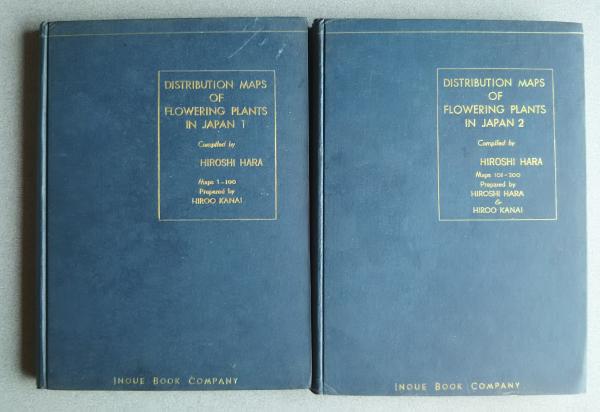 DISTRIBUTION MAPS
OF
FLOWERING PLANTS
IN JAPAN 1
Compiled by
HIROSHI HARA
Maps 1-100
Prepared by
HIROO KANAI
INOUE BOOK COMPANY
DISTRIBUTION MAPS
OF
FLOWERING PLANTS
IN JAPAN 2
Compiled by
HIROSHI HARA
Maps 101-200
Prepared by
HIROSHI HARA
&
HIROO KANAI
INOUE BOOK COMPANY